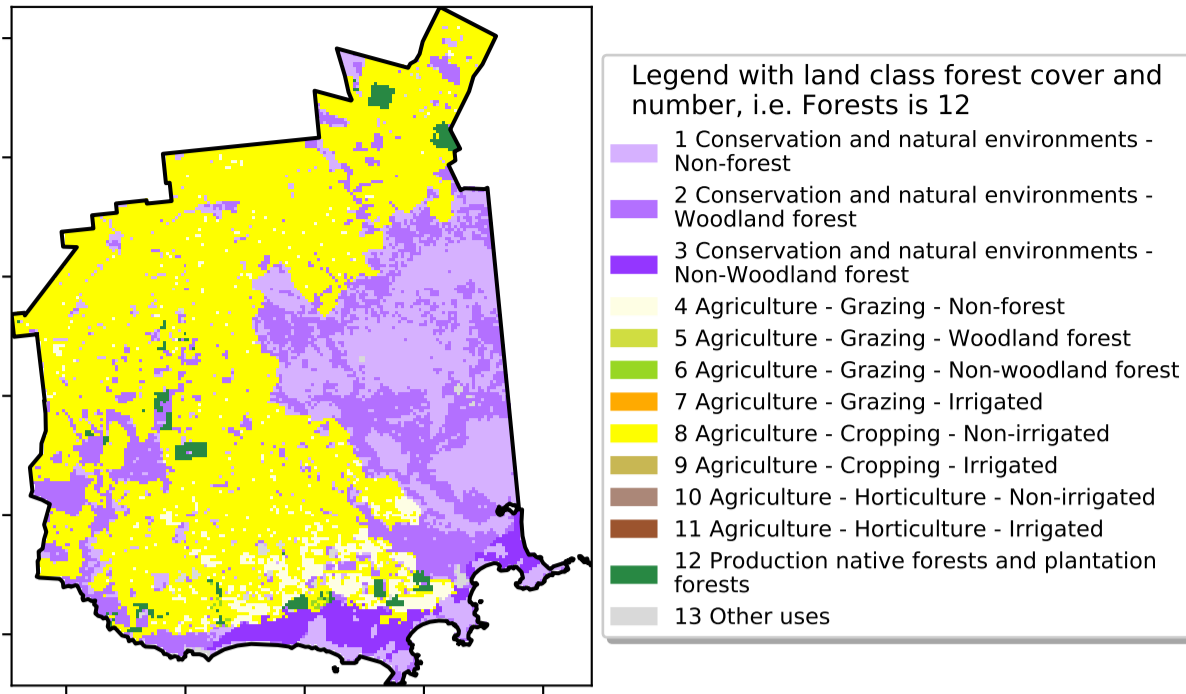 Legend with land class forest cover and
number, i.e. Forests is 12
1 Conservation and natural environments -
Non-forest
2 Conservation and natural environments -
Woodland forest
3 Conservation and natural environments -
Non-Woodland forest
4 Agriculture - Grazing - Non-forest
5 Agriculture - Grazing - Woodland forest
6 Agriculture - Grazing - Non-woodland forest
7 Agriculture - Grazing - Irrigated
8 Agriculture - Cropping - Non-irrigated
9 Agriculture - Cropping - Irrigated
10 Agriculture - Horticulture - Non-irrigated
11 Agriculture - Horticulture - Irrigated
12 Production native forests and plantation
forests
13 Other uses